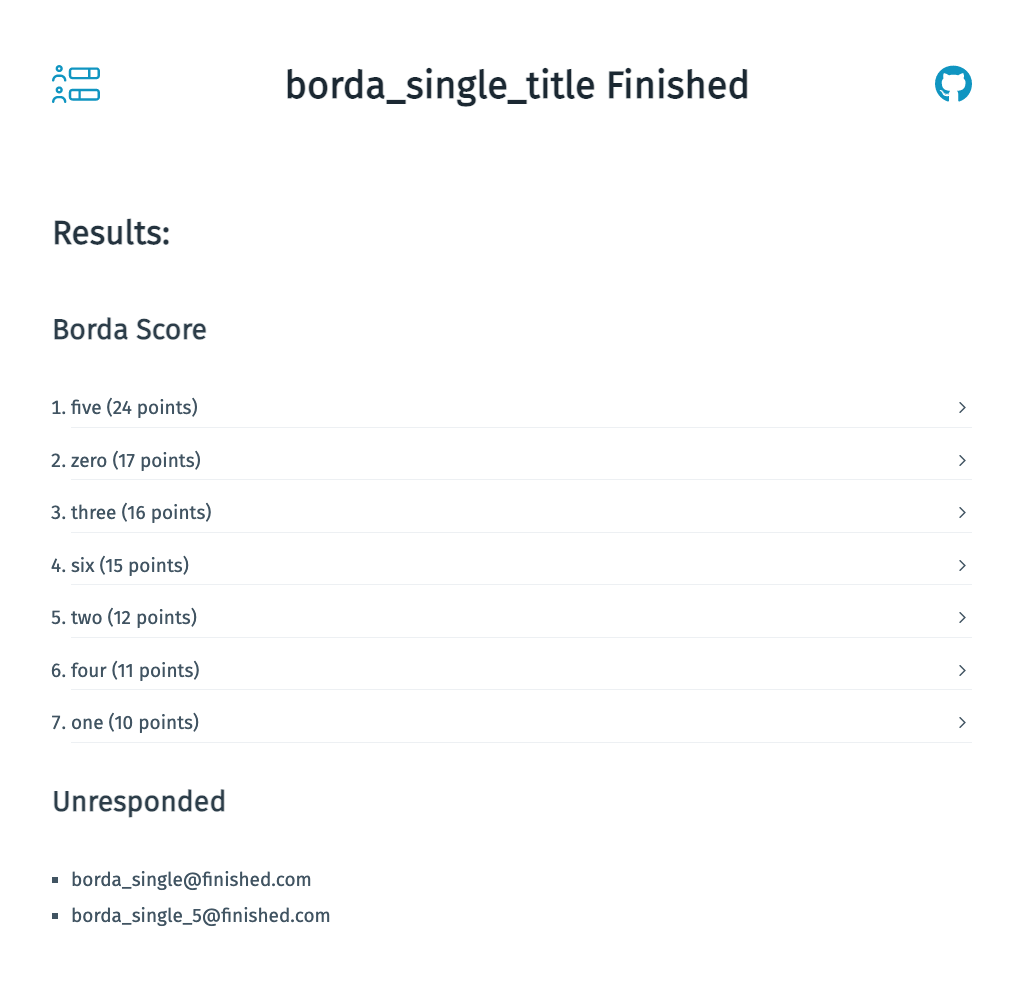 borda_single_title Finished
Results:
Borda Score
1. five (24 points)
2. zero (17 points)
3. three (16 points)
4. six (15 points)
5. two (12 points)
6. four (11 points)
7. one (10 points)
Unresponded
borda_single@finished.com
borda_single_5@finished.com